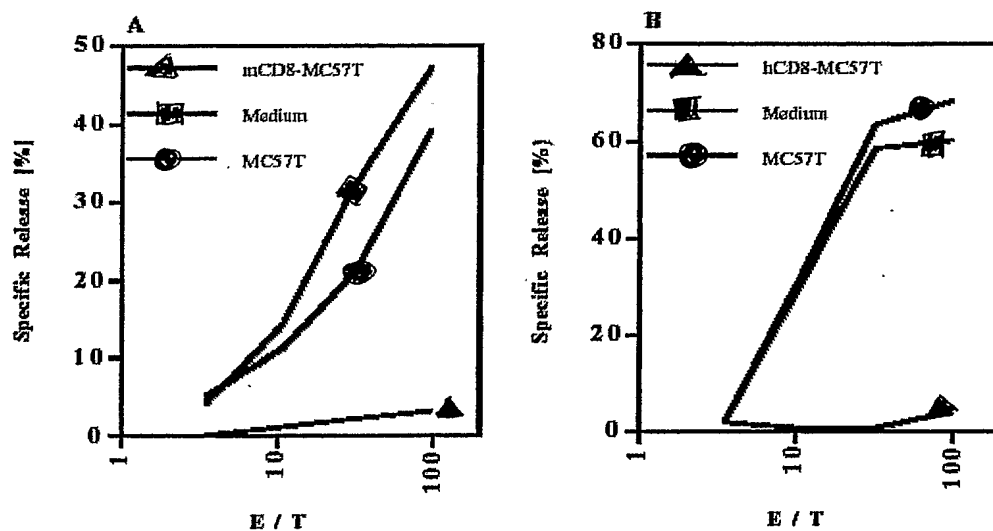 A
50
40
30
20
10
0
mCD8-MC57T
Medium
MC57T
Specific Release [%]
1
10
100
E / T
B
80
60
40
20
0
hCD8-MC57T
Medium
MC57T
Specific Release [%]
1
10
100
E / T